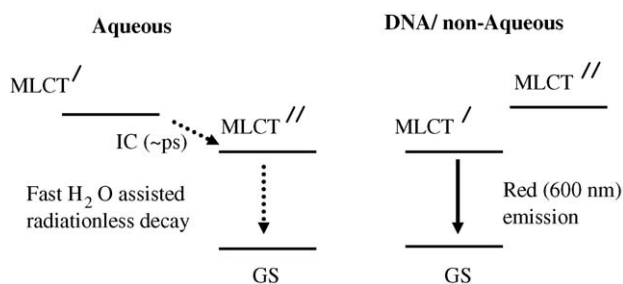 Aqueous
MLCT /
IC (~ps)
MLCT //
Fast H2O assisted
radiationless decay
GS
DNA/ non-Aqueous
MLCT //
MLCT /
Red (600 nm)
emission
GS